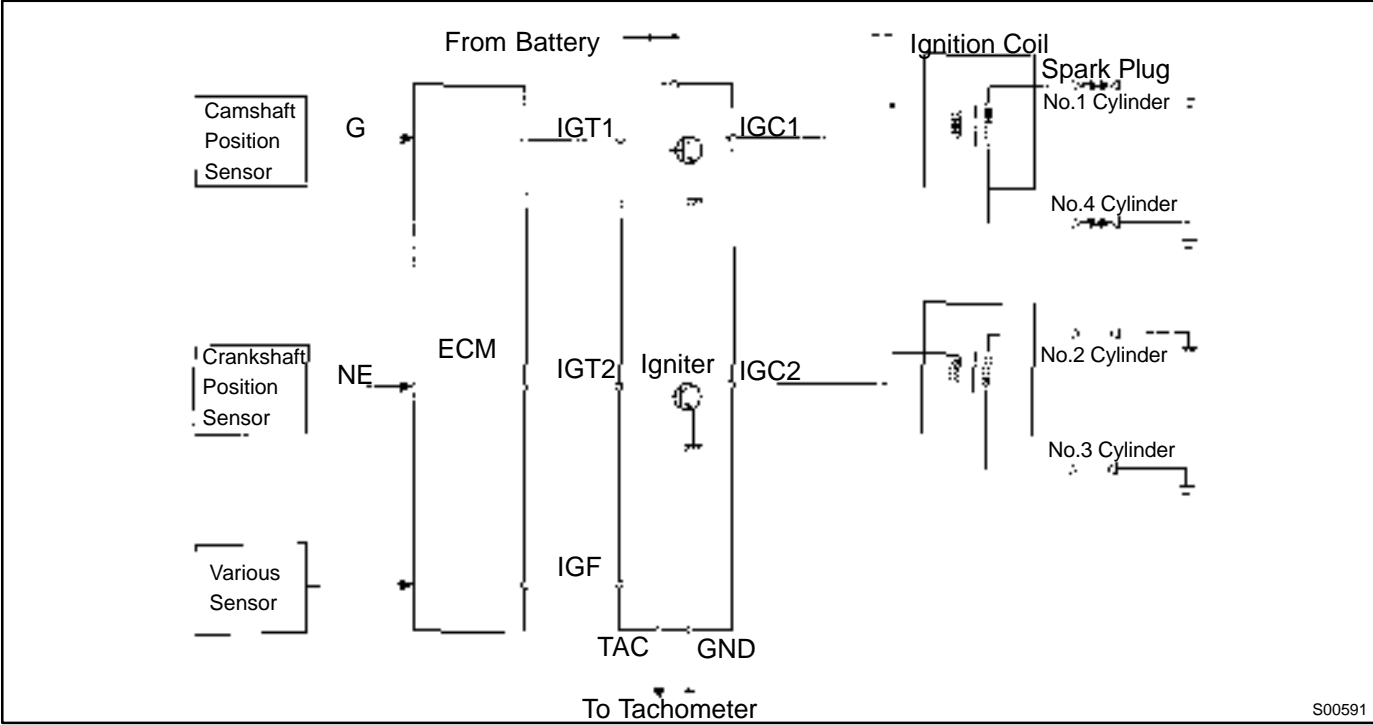 From Battery
Ignition Coil
Spark Plug
Camshaft
Position
Sensor
G
IGT1
IGC1
No.1 Cylinder
No.4 Cylinder
Crankshaft
Position
Sensor
NE
ECM
IGT2
Igniter
IGC2
No.2 Cylinder
No.3 Cylinder
Various
Sensor
IGF
TAC
GND
To Tachometer
S00591